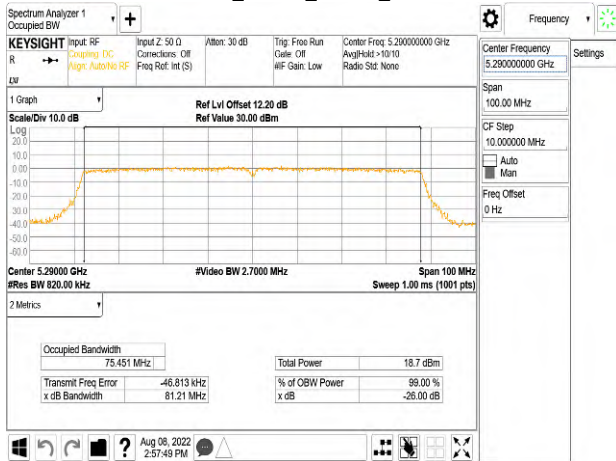 Spectrum Analyzer 1
Occupied BW
+
Frequency
KEYSIGHT
R
Input: RF
Coupling: DC
Align: Auto/No RF
Input Z: 50 Ω
Corrections: Off
Freq Ref: Int (S)
Atten: 30 dB
Trig: Free Run
Gate: Off
#IF Gain: Low
Center Freq: 5.290000000 GHz
Avg|Hold:>10/10
Radio Std: None
Center Frequency
5.290000000 GHz
Settings
Span
100.00 MHz
CF Step
10.000000 MHz
Auto
Man
Freq Offset
0 Hz
1 Graph
Scale/Div 10.0 dB
Ref Lvl Offset 12.20 dB
Ref Value 30.00 dBm
Log
20.0
10.0
0.00
-10.0
-20.0
-30.0
-40.0
-50.0
-60.0
Center 5.29000 GHz
#Video BW 2.7000 MHz
Span 100 MHz
#Res BW 820.00 kHz
Sweep 1.00 ms (1001 pts)
2 Metrics
Occupied Bandwidth
75.451 MHz
Total Power 18.7 dBm
Transmit Freq Error -46.813 kHz
% of OBW Power 99.00 %
x dB Bandwidth 81.21 MHz
x dB -26.00 dB
?
Aug 08, 2022
2:57:49 PM